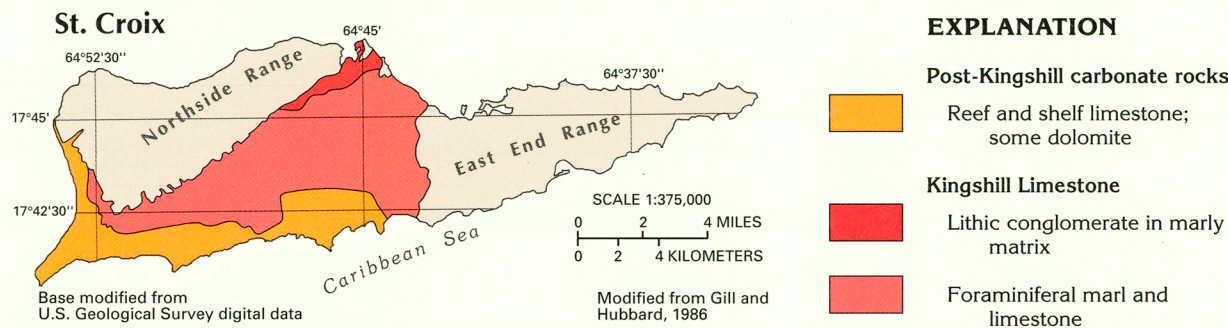 St. Croix
64°52'30''
64°45'
64°37'30''
17°45'
17°42'30''
Northside Range
East End Range
Caribbean Sea
SCALE 1:375,000
0 2 4 MILES
0 2 4 KILOMETERS
Base modified from
U.S. Geological Survey digital data
Modified from Gill and
Hubbard, 1986
EXPLANATION
Post-Kingshill carbonate rocks
Reef and shelf limestone;
some dolomite
Kingshill Limestone
Lithic conglomerate in marly
matrix
Foraminiferal marl and
limestone